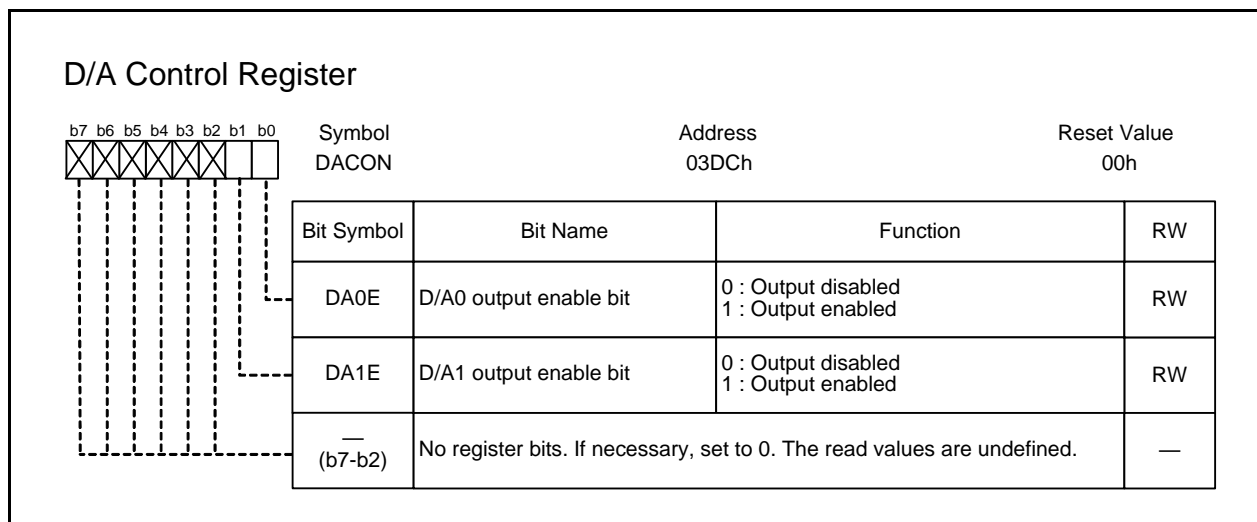 D/A Control Register
b7 b6 b5 b4 b3 b2 b1 b0
Symbol Address Reset Value
DACON 03DCh 00h
Bit Symbol Bit Name Function RW
DA0E D/A0 output enable bit 0 : Output disabled
1 : Output enabled RW
DA1E D/A1 output enable bit 0 : Output disabled
1 : Output enabled RW
—
(b7-b2) No register bits. If necessary, set to 0. The read values are undefined. —